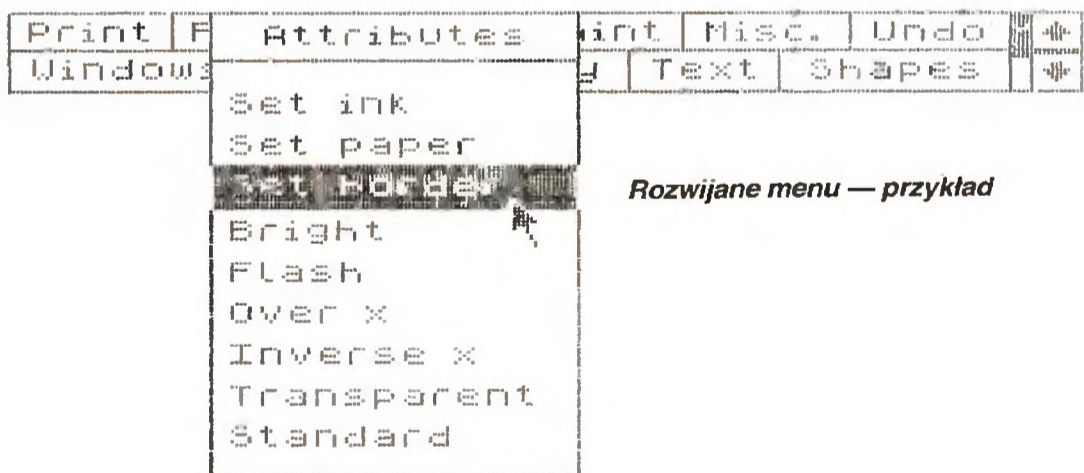 Print Attributes Misc. Undo
Windows Text Shapes
Set ink
Set paper
Set border
Rozwijane menu — przykład
Bright
Flash
Over x
Inverse x
Transparent
Standard